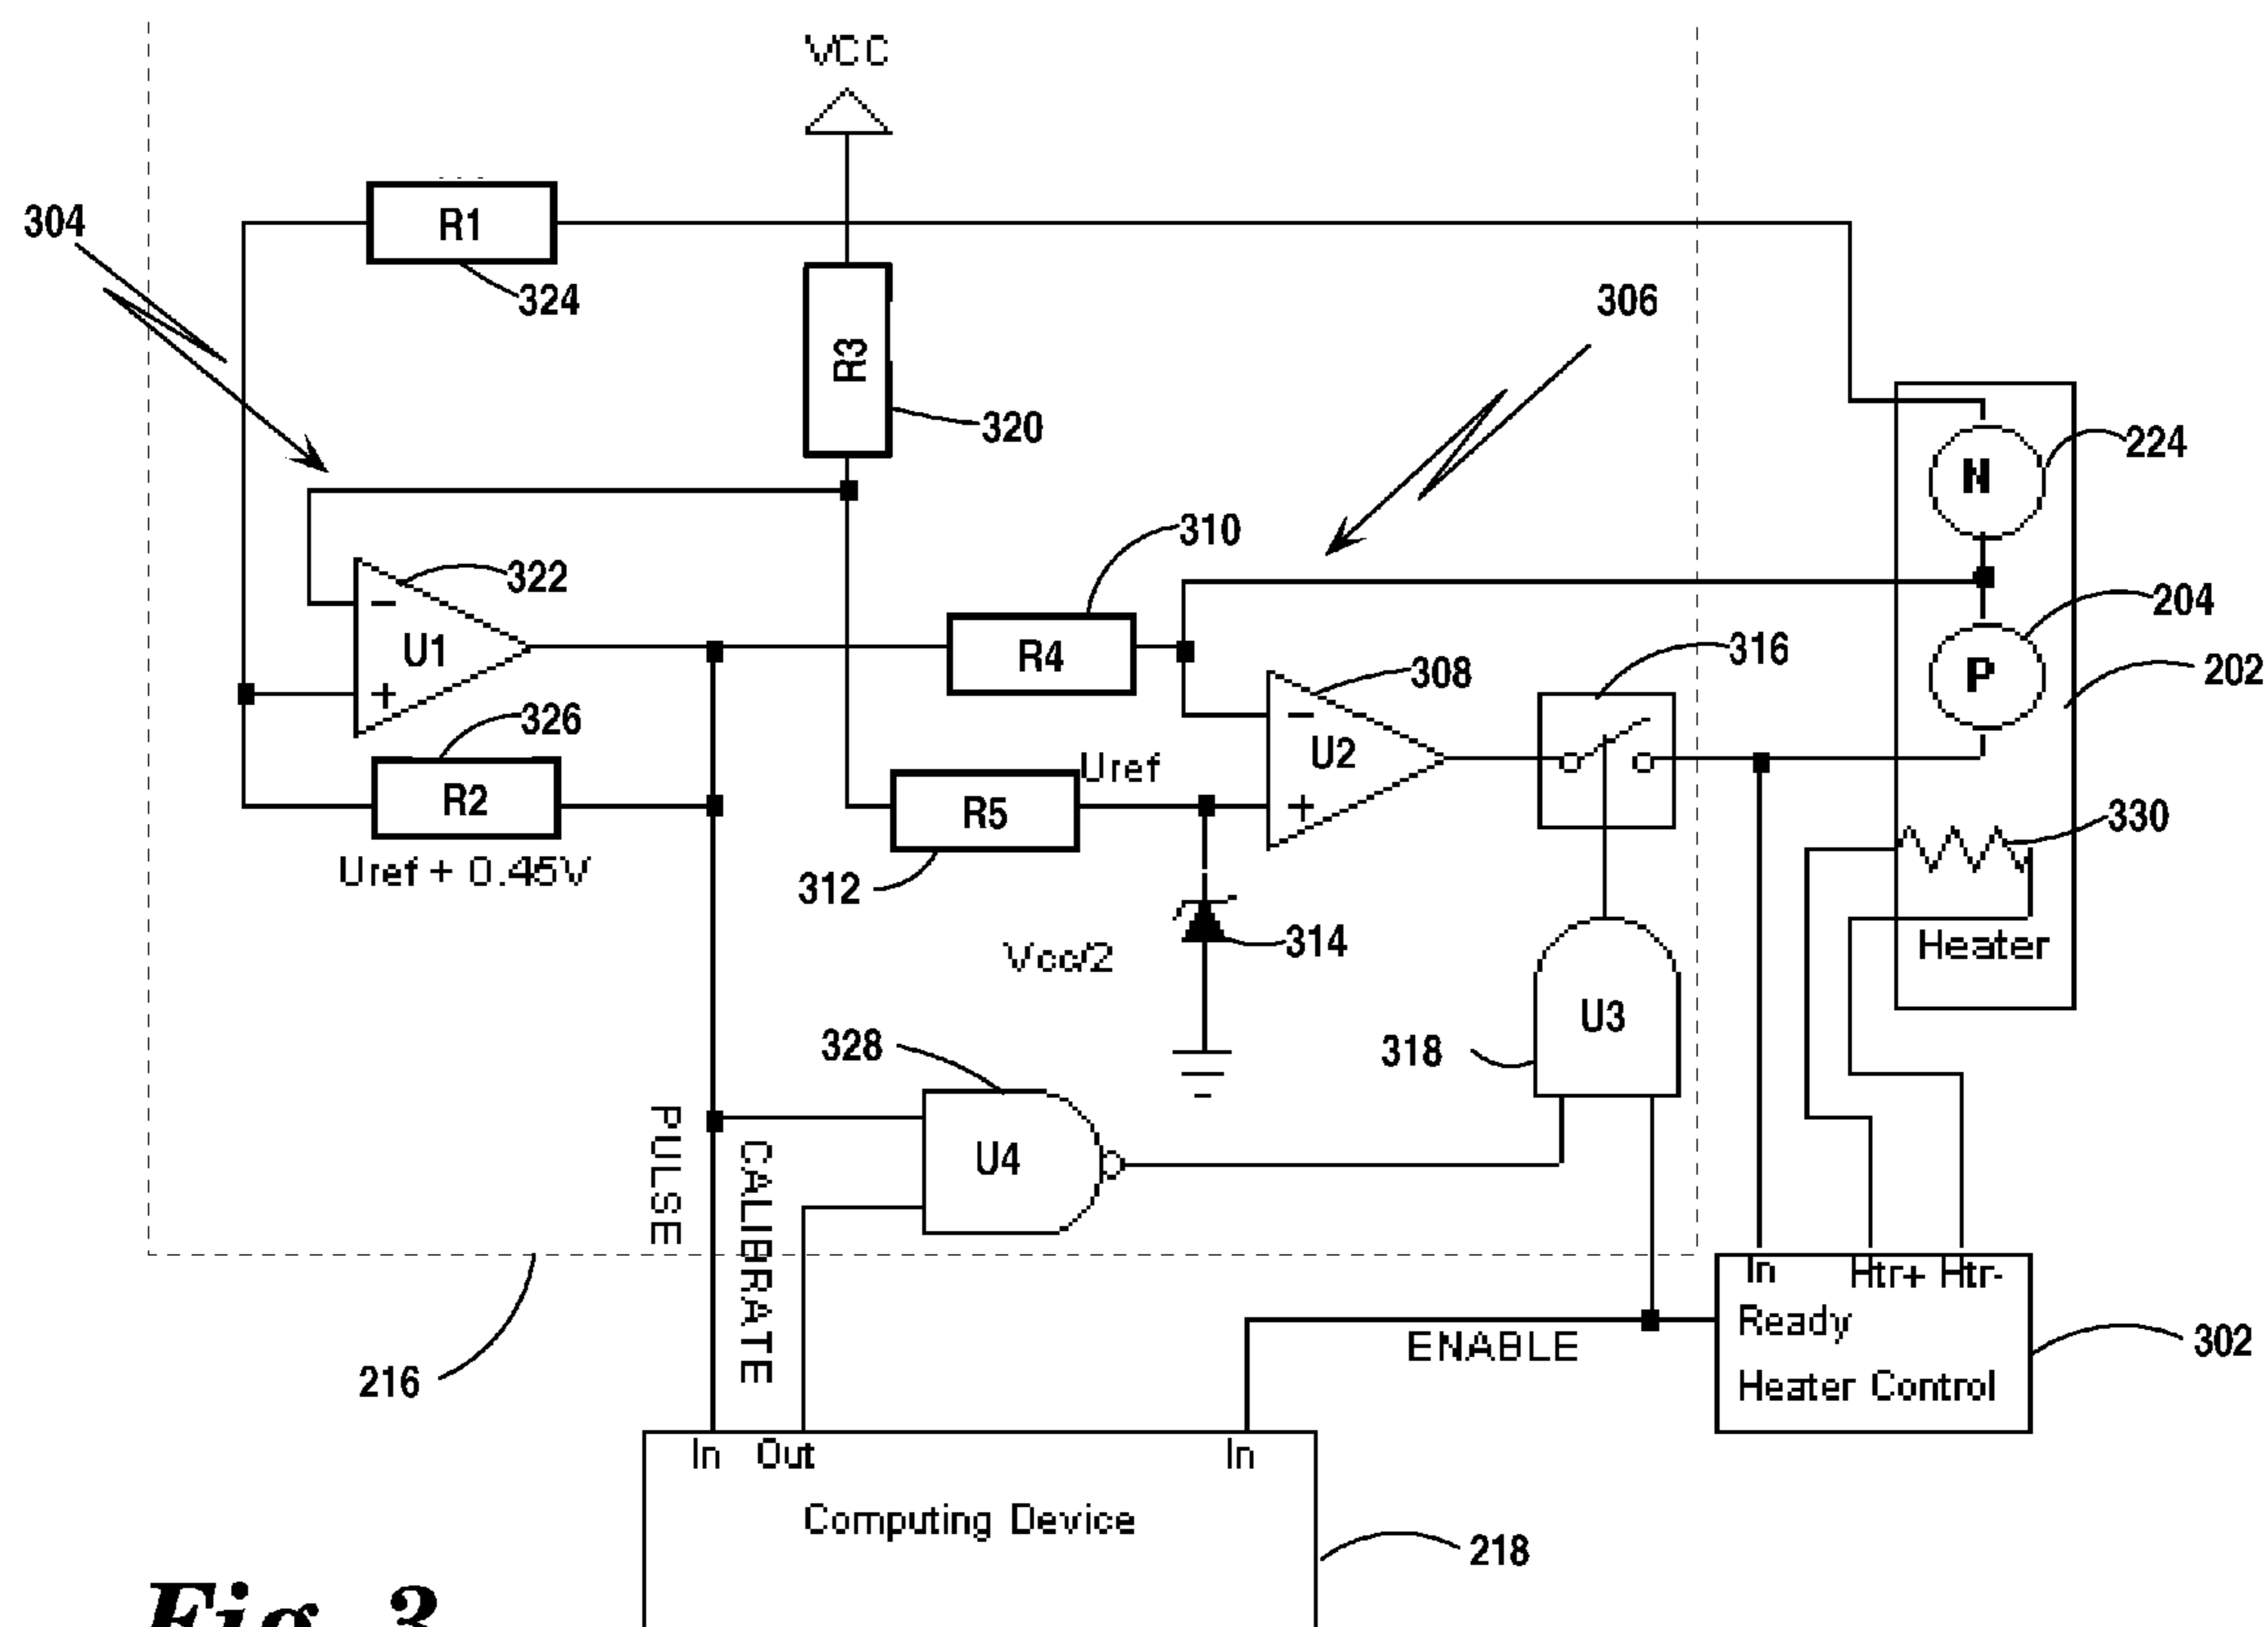 VCC
304
R1
324
306
R3
320
N
224
310
322
204
U1
R4
316
P
308
202
326
Uref
U2
R2
R5
330
Uref + 0.45V
312
Vcc/2
314
Heater
328
U3
318
PULSE
CALIBRATE
U4
In Htr+ Htr-
Ready
ENABLE
302
216
Heater Control
In Out In
Computing Device
218
Fig. 3